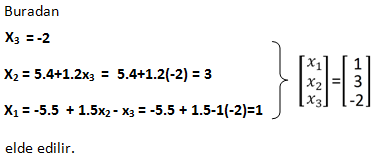 Buradan
X₃ = -2
X₂ = 5.4+1.2x₃ = 5.4+1.2(-2) = 3
X₁ = -5.5 + 1.5x₂ - x₃ = -5.5 + 1.5-1(-2)=1
[x₁ x₂ x₃] = [1 3 -2]
elde edilir.